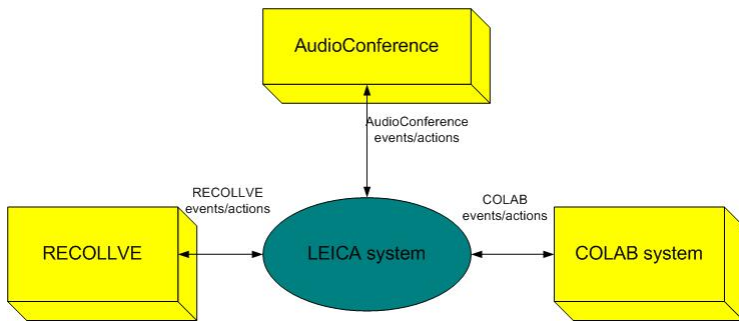 AudioConference
AudioConference
events/actions
RECOLLVE
events/actions
COLAB
events/actions
RECOLLVE
LEICA system
COLAB system